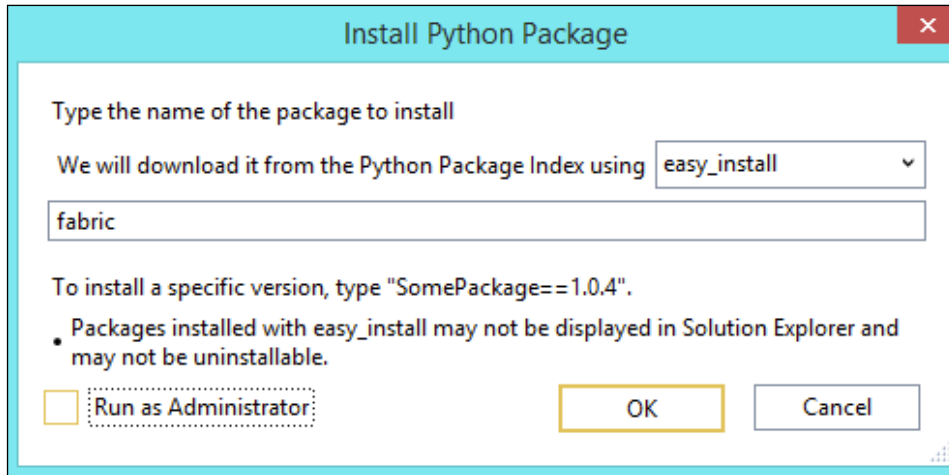 Install Python Package
Type the name of the package to install
We will download it from the Python Package Index using easy_install
fabric
To install a specific version, type "SomePackage==1.0.4".
• Packages installed with easy_install may not be displayed in Solution Explorer and
may not be uninstallable.
Run as Administrator OK Cancel